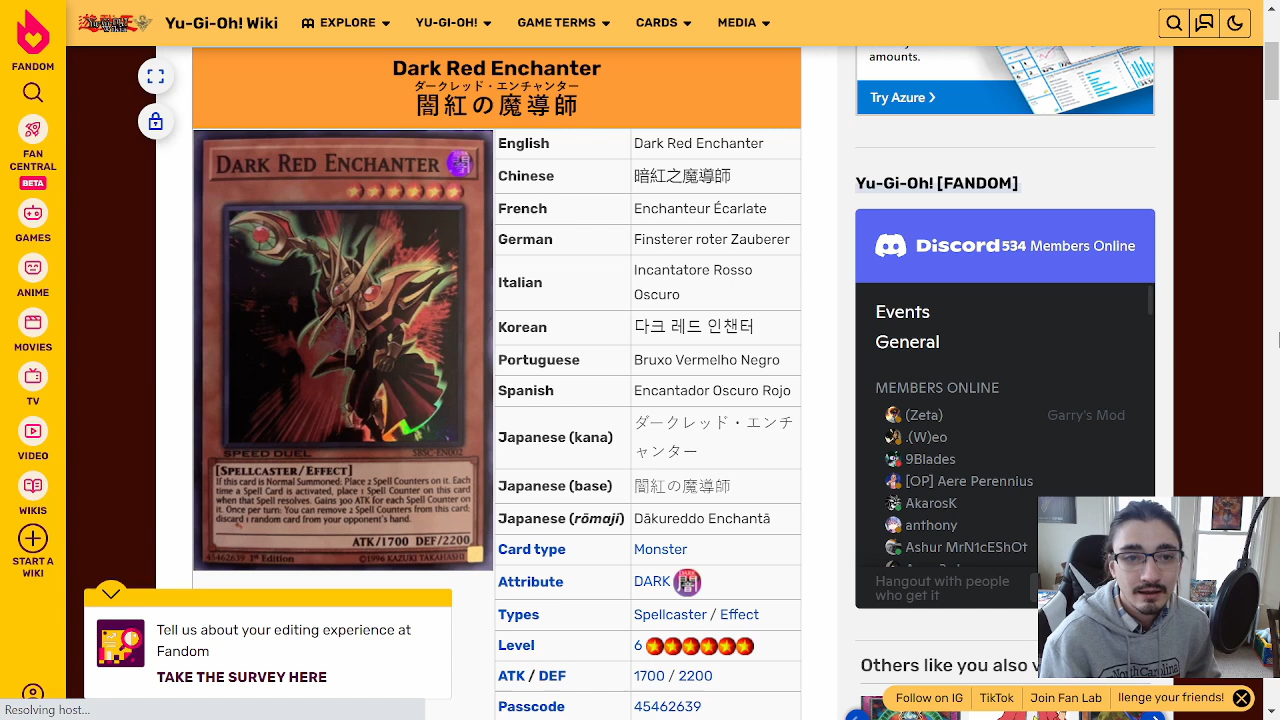 FANDOM
FAN
CENTRAL
BETA
GAMES
ANIME
MOVIES
TV
VIDEO
WIKIS
START A
WIKI
Yu-Gi-Oh! Wiki
EXPLORE
YU-GI-OH!
GAME TERMS
CARDS
MEDIA
Dark Red Enchanter
ダークレッド・エンチャンター
闇紅の魔導師
DARK RED ENCHANTER
SPEED DUEL
SBSC-EN002
[SPELLCASTER/EFFECT]
If this card is Normal Summoned: Place 2 Spell Counters on it. Each
time a Spell Card is activated, place 1 Spell Counter on this card
when that Spell resolves. Gains 300 ATK for each Spell Counter on
it. Once per turn: You can remove 2 Spell Counters from this card;
discard 1 random card from your opponent's hand.
ATK/1700 DEF/2200
45462639 1st Edition ©1996 KAZUKI TAKAHASHI
English Dark Red Enchanter
Chinese 暗紅之魔導師
French Enchanteur Écarlate
German Finsterer roter Zauberer
Italian Incantatore Rosso
Oscuro
Korean 다크 레드 인챈터
Portuguese Bruxo Vermelho Negro
Spanish Encantador Oscuro Rojo
Japanese (kana) ダークレッド・エンチ
ャンター
Japanese (base) 闇紅の魔導師
Japanese (rōmaji) Dākureddo Enchantā
Card type Monster
Attribute DARK
Types Spellcaster / Effect
Level 6
ATK / DEF 1700 / 2200
Passcode 45462639
Tell us about your editing experience at
Fandom
TAKE THE SURVEY HERE
Resolving host...
amounts.
Try Azure
Yu-Gi-Oh! [FANDOM]
Discord 534 Members Online
Events
General
MEMBERS ONLINE
(Zeta) Garry's Mod
.(W)eo
9Blades
[OP] Aere Perennius
AkarosK
anthony
Ashur MrN1cEShOt
Hangout with people
who get it
Others like you also v
North Carolina
Follow on IG
TikTok
Join Fan Lab
llenge your friends!